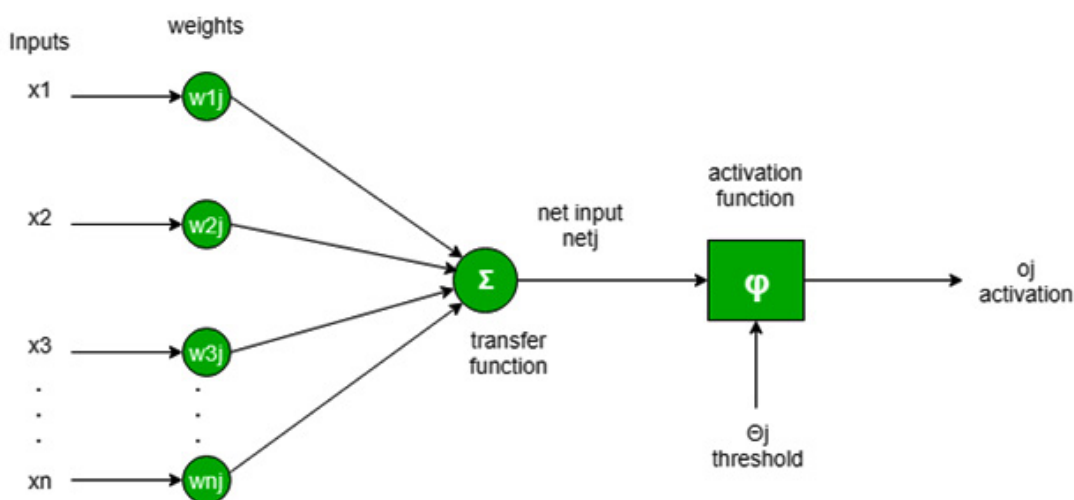 Inputs
weights
x1
w1j
x2
w2j
x3
w3j
.
.
.
.
.
.
xn
wnj
Σ
transfer
function
net input
netj
activation
function
φ
Θj
threshold
oj
activation